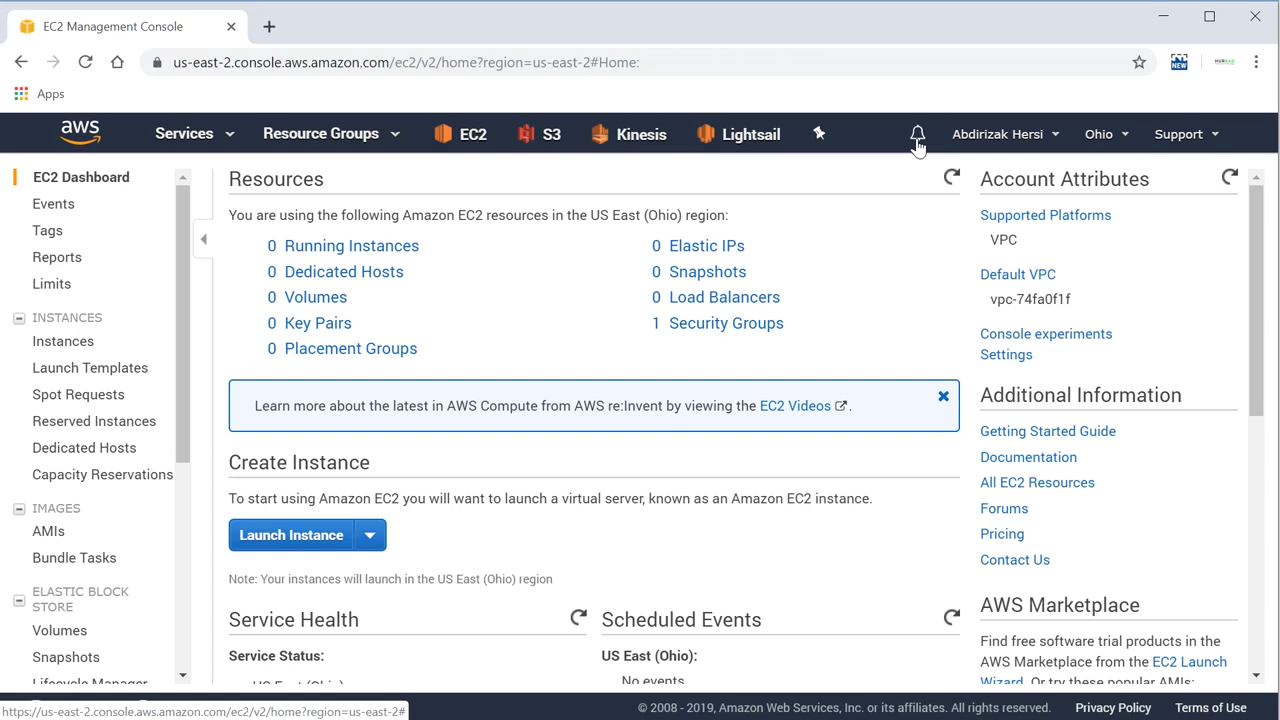 EC2 Management Console
us-east-2.console.aws.amazon.com/ec2/v2/home?region=us-east-2#Home:
NEW
Apps
aws
Services
Resource Groups
EC2
S3
Kinesis
Lightsail
Abdirizak Hersi
Ohio
Support
EC2 Dashboard
Events
Tags
Reports
Limits
INSTANCES
Instances
Launch Templates
Spot Requests
Reserved Instances
Dedicated Hosts
Capacity Reservations
IMAGES
AMIs
Bundle Tasks
ELASTIC BLOCK
STORE
Volumes
Snapshots
Lifecycle Manager
Resources
You are using the following Amazon EC2 resources in the US East (Ohio) region:
0 Running Instances
0 Dedicated Hosts
0 Volumes
0 Key Pairs
0 Placement Groups
0 Elastic IPs
0 Snapshots
0 Load Balancers
1 Security Groups
Learn more about the latest in AWS Compute from AWS re:Invent by viewing the EC2 Videos.
Create Instance
To start using Amazon EC2 you will want to launch a virtual server, known as an Amazon EC2 instance.
Launch Instance
Note: Your instances will launch in the US East (Ohio) region
Service Health
Service Status:
US East (Ohio)
Scheduled Events
US East (Ohio):
No events
Account Attributes
Supported Platforms
VPC
Default VPC
vpc-74fa0f1f
Console experiments
Settings
Additional Information
Getting Started Guide
Documentation
All EC2 Resources
Forums
Pricing
Contact Us
AWS Marketplace
Find free software trial products in the
AWS Marketplace from the EC2 Launch
Wizard. Or try these popular AMIs:
https://us-east-2.console.aws.amazon.com/ec2/v2/home?region=us-east-2#
© 2008 - 2019, Amazon Web Services, Inc. or its affiliates. All rights reserved.
Privacy Policy
Terms of Use